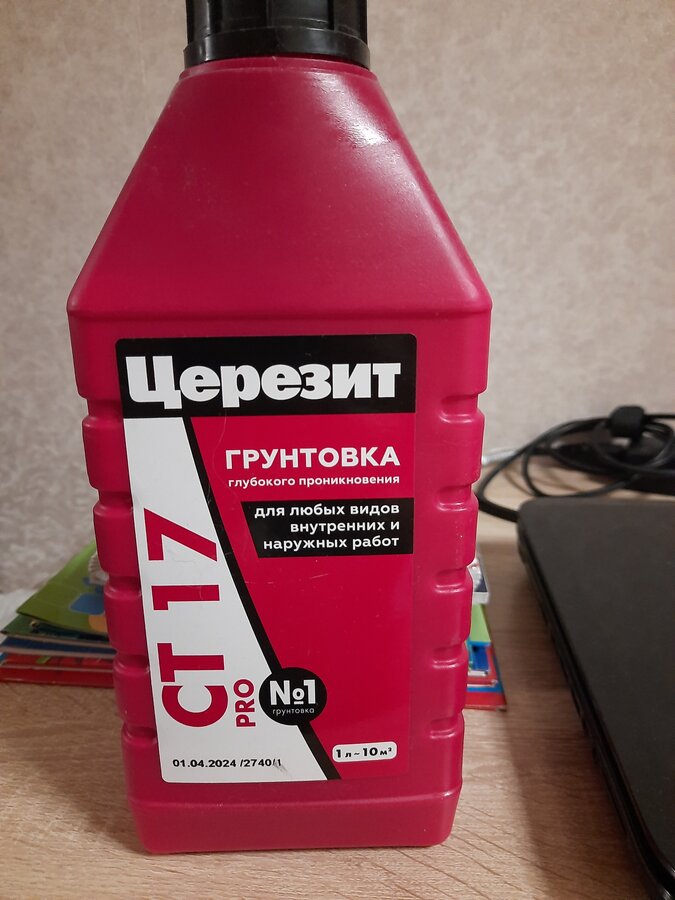 Церезит
ГРУНТОВКА
глубокого проникновения
для любых видов
внутренних и
наружных работ
СТ 17
PRO
№1
грунтовка
1 л ~ 10 м²
01.04.2024 /2740/1